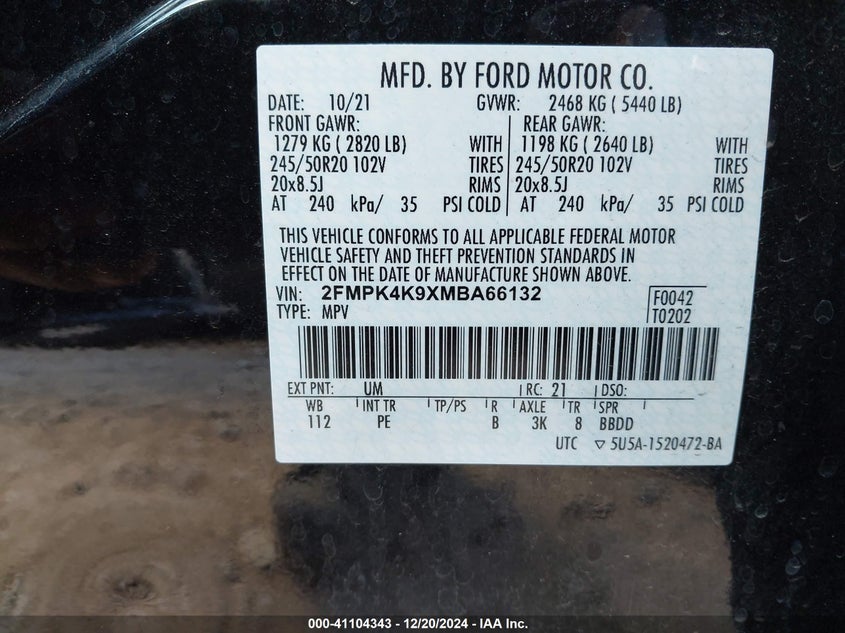 MFD. BY FORD MOTOR CO.
DATE: 10/21 GVWR: 2468 KG ( 5440 LB)
FRONT GAWR: REAR GAWR:
1279 KG ( 2820 LB) WITH 1198 KG ( 2640 LB) WITH
245/50R20 102V TIRES 245/50R20 102V TIRES
20x8.5J RIMS 20x8.5J RIMS
AT 240 kPa/ 35 PSI COLD AT 240 kPa/ 35 PSI COLD
THIS VEHICLE CONFORMS TO ALL APPLICABLE FEDERAL MOTOR
VEHICLE SAFETY AND THEFT PREVENTION STANDARDS IN
EFFECT ON THE DATE OF MANUFACTURE SHOWN ABOVE.
VIN: 2FMPK4K9XMBA66132 F0042
TYPE: MPV T0202
EXT PNT: UM RC: 21 DSO:
WB INT TR TP/PS R AXLE TR SPR
112 PE B 3K 8 BBDD
UTC ▽ 5U5A-1520472-BA
000-41104343 - 12/20/2024 - IAA Inc.